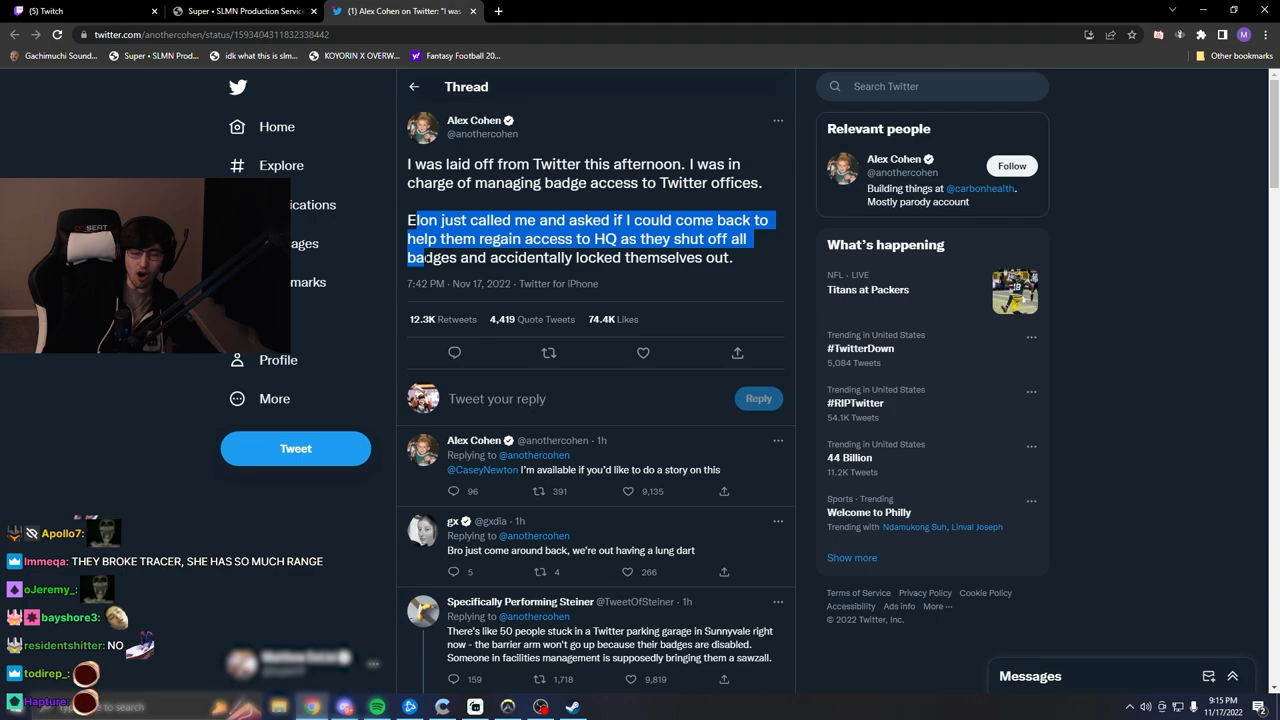 (5) Twitch
Super • SLMN Production Servic
(1) Alex Cohen on Twitter: "I was
twitter.com/anothercohen/status/1593404311832338442
Gachimuchi Compilat...
Super • SLMN Prod...
idk what this is slm...
KOYORIN X OVERW...
Fantasy Football 20...
Other bookmarks
Home
Explore
Profile
More
Tweet
Thread
Alex Cohen
@anothercohen
I was laid off from Twitter this afternoon. I was in
charge of managing badge access to Twitter offices.
Elon just called me and asked if I could come back to
help them regain access to HQ as they shut off all
badges and accidentally locked themselves out.
7:42 PM · Nov 17, 2022 · Twitter for iPhone
12.3K Retweets 4,419 Quote Tweets 74.4K Likes
Tweet your reply
Reply
Alex Cohen @anothercohen · 1h
Replying to @anothercohen
@CaseyNewton I'm available if you'd like to do a story on this
96 391 9,135
gx @gxdia · 1h
Replying to @anothercohen
Bro just come around back, we're out having a lung dart
5 4 266
Specifically Performing Steiner @TweetOfSteiner · 1h
Replying to @anothercohen
There's like 50 people stuck in a Twitter parking garage in Sunnyvale right
now - the barrier arm won't go up because their badges are disabled.
Someone in facilities management is supposedly bringing them a sawzall.
159 1,718 9,819
Search Twitter
Relevant people
Alex Cohen
@anothercohen
Follow
Building things at @carbonhealth.
Mostly parody account
What's happening
NFL · LIVE
Titans at Packers
Trending in United States
#TwitterDown
5,084 Tweets
Trending in United States
#RIPTwitter
54.1K Tweets
Trending in United States
44 Billion
11.2K Tweets
Sports · Trending
Welcome to Philly
Trending with Ndamukong Suh, Linval Joseph
Show more
Terms of Service Privacy Policy Cookie Policy
Accessibility Ads info More ···
© 2022 Twitter, Inc.
Messages
Apollo7:
Immeqa: THEY BROKE TRACER, SHE HAS SO MUCH RANGE
oJeremy_:
bayshore3:
residentshitter: NO
todirep_:
Hapture:
to search
9:15 PM
11/17/2022